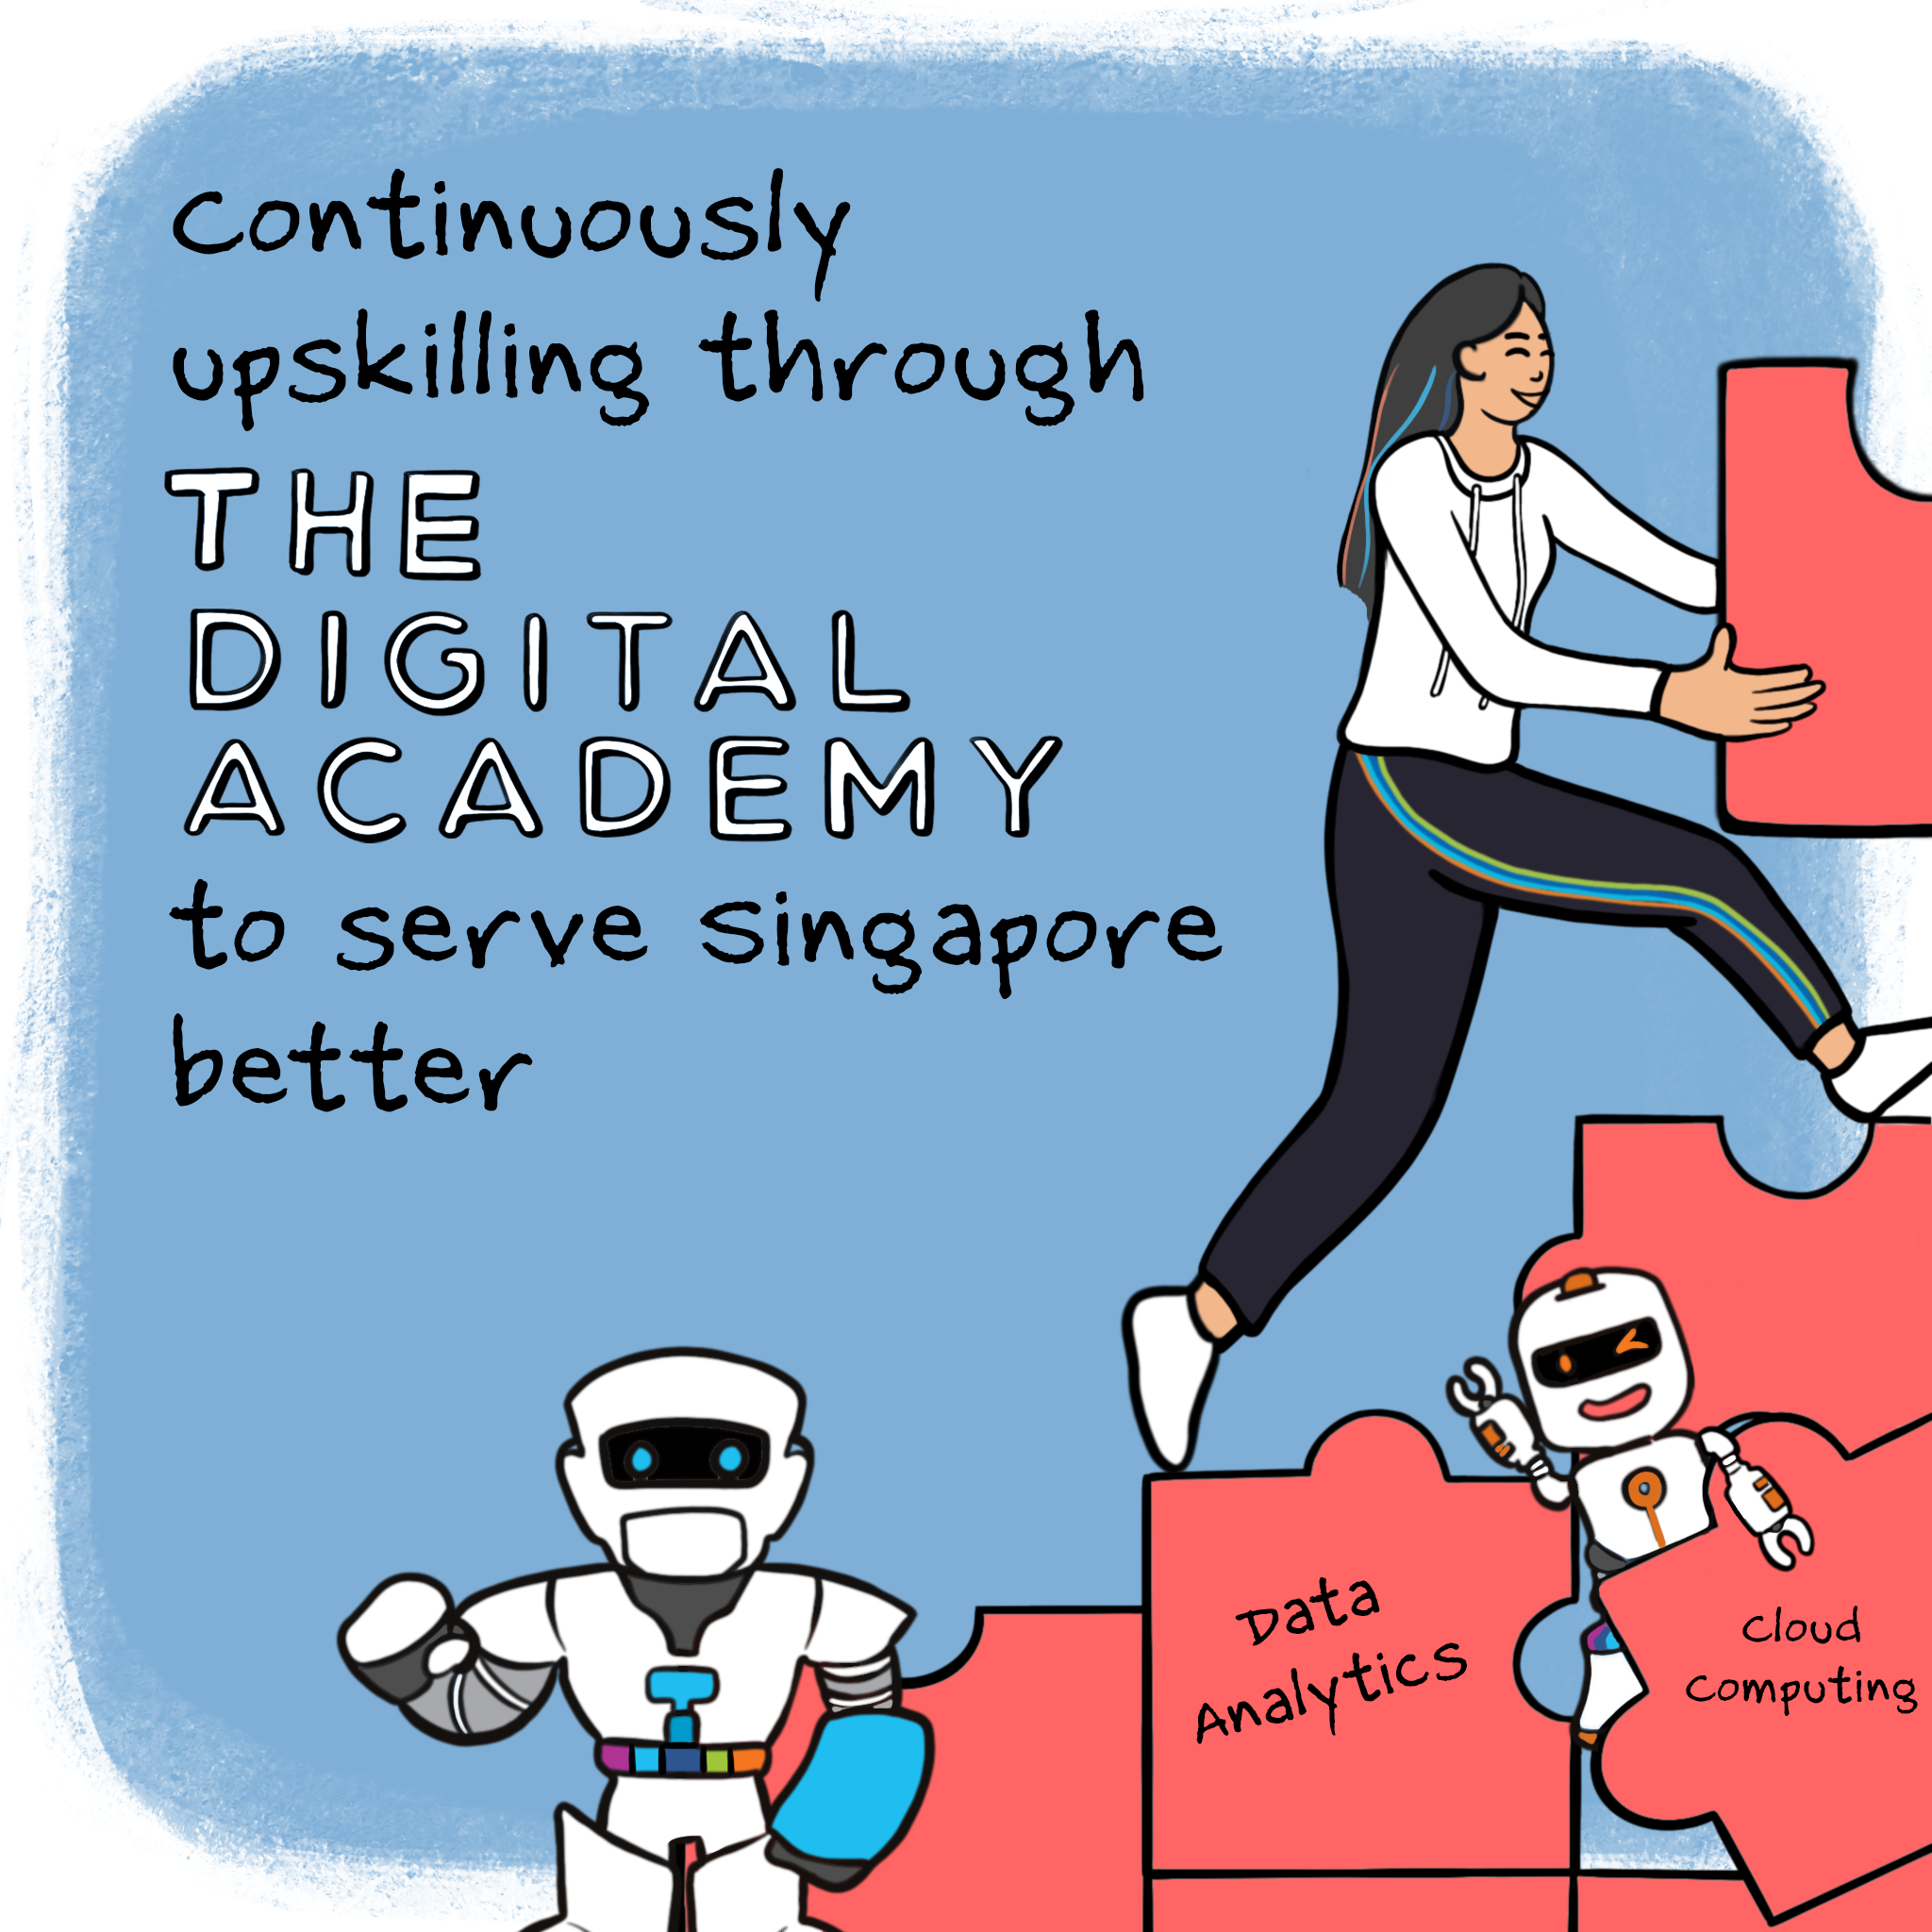 Continuously
upskilling through
THE
DIGITAL
ACADEMY
to serve Singapore
better
Data
Analytics
Cloud
Computing